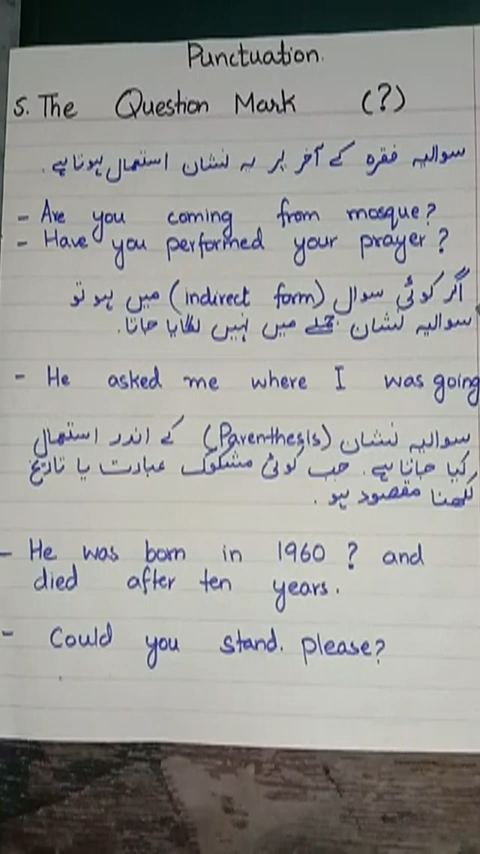 Punctuation.
5. The Question Mark (?)
سوالیہ فقرہ کے آخر پر یہ نشان استعمال ہوتا ہے.
- Are you coming from mosque?
- Have you performed your prayer?
اگر کوئی سوال (indirect form) میں ہو تو
سوالیہ نشان جملے میں نہیں لگایا جاتا.
- He asked me where I was going
سوالیہ نشان (Parenthesis) کے اندر استعمال
کیا جاتا ہے. جب کوئی مشکوک عبارت یا تاریخ
لکھنا مقصود ہو.
- He was born in 1960 ? and
died after ten years.
- Could you stand. please?